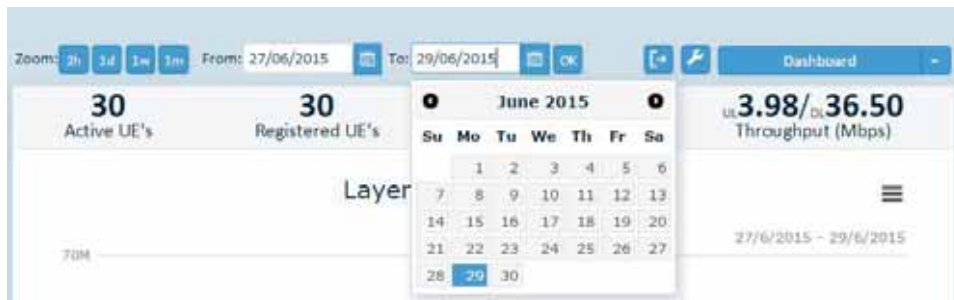 Zoom: 2h 1d 1w 1m From: 27/06/2015 To: 29/06/2015 OK Dashboard
30 30 UL3.98/DL36.50
Active UE's Registered UE's Throughput (Mbps)
June 2015
Su Mo Tu We Th Fr Sa
1 2 3 4 5 6
7 8 9 10 11 12 13
14 15 16 17 18 19 20
21 22 23 24 25 26 27
28 29 30
Layer
27/6/2015 - 29/6/2015
70M